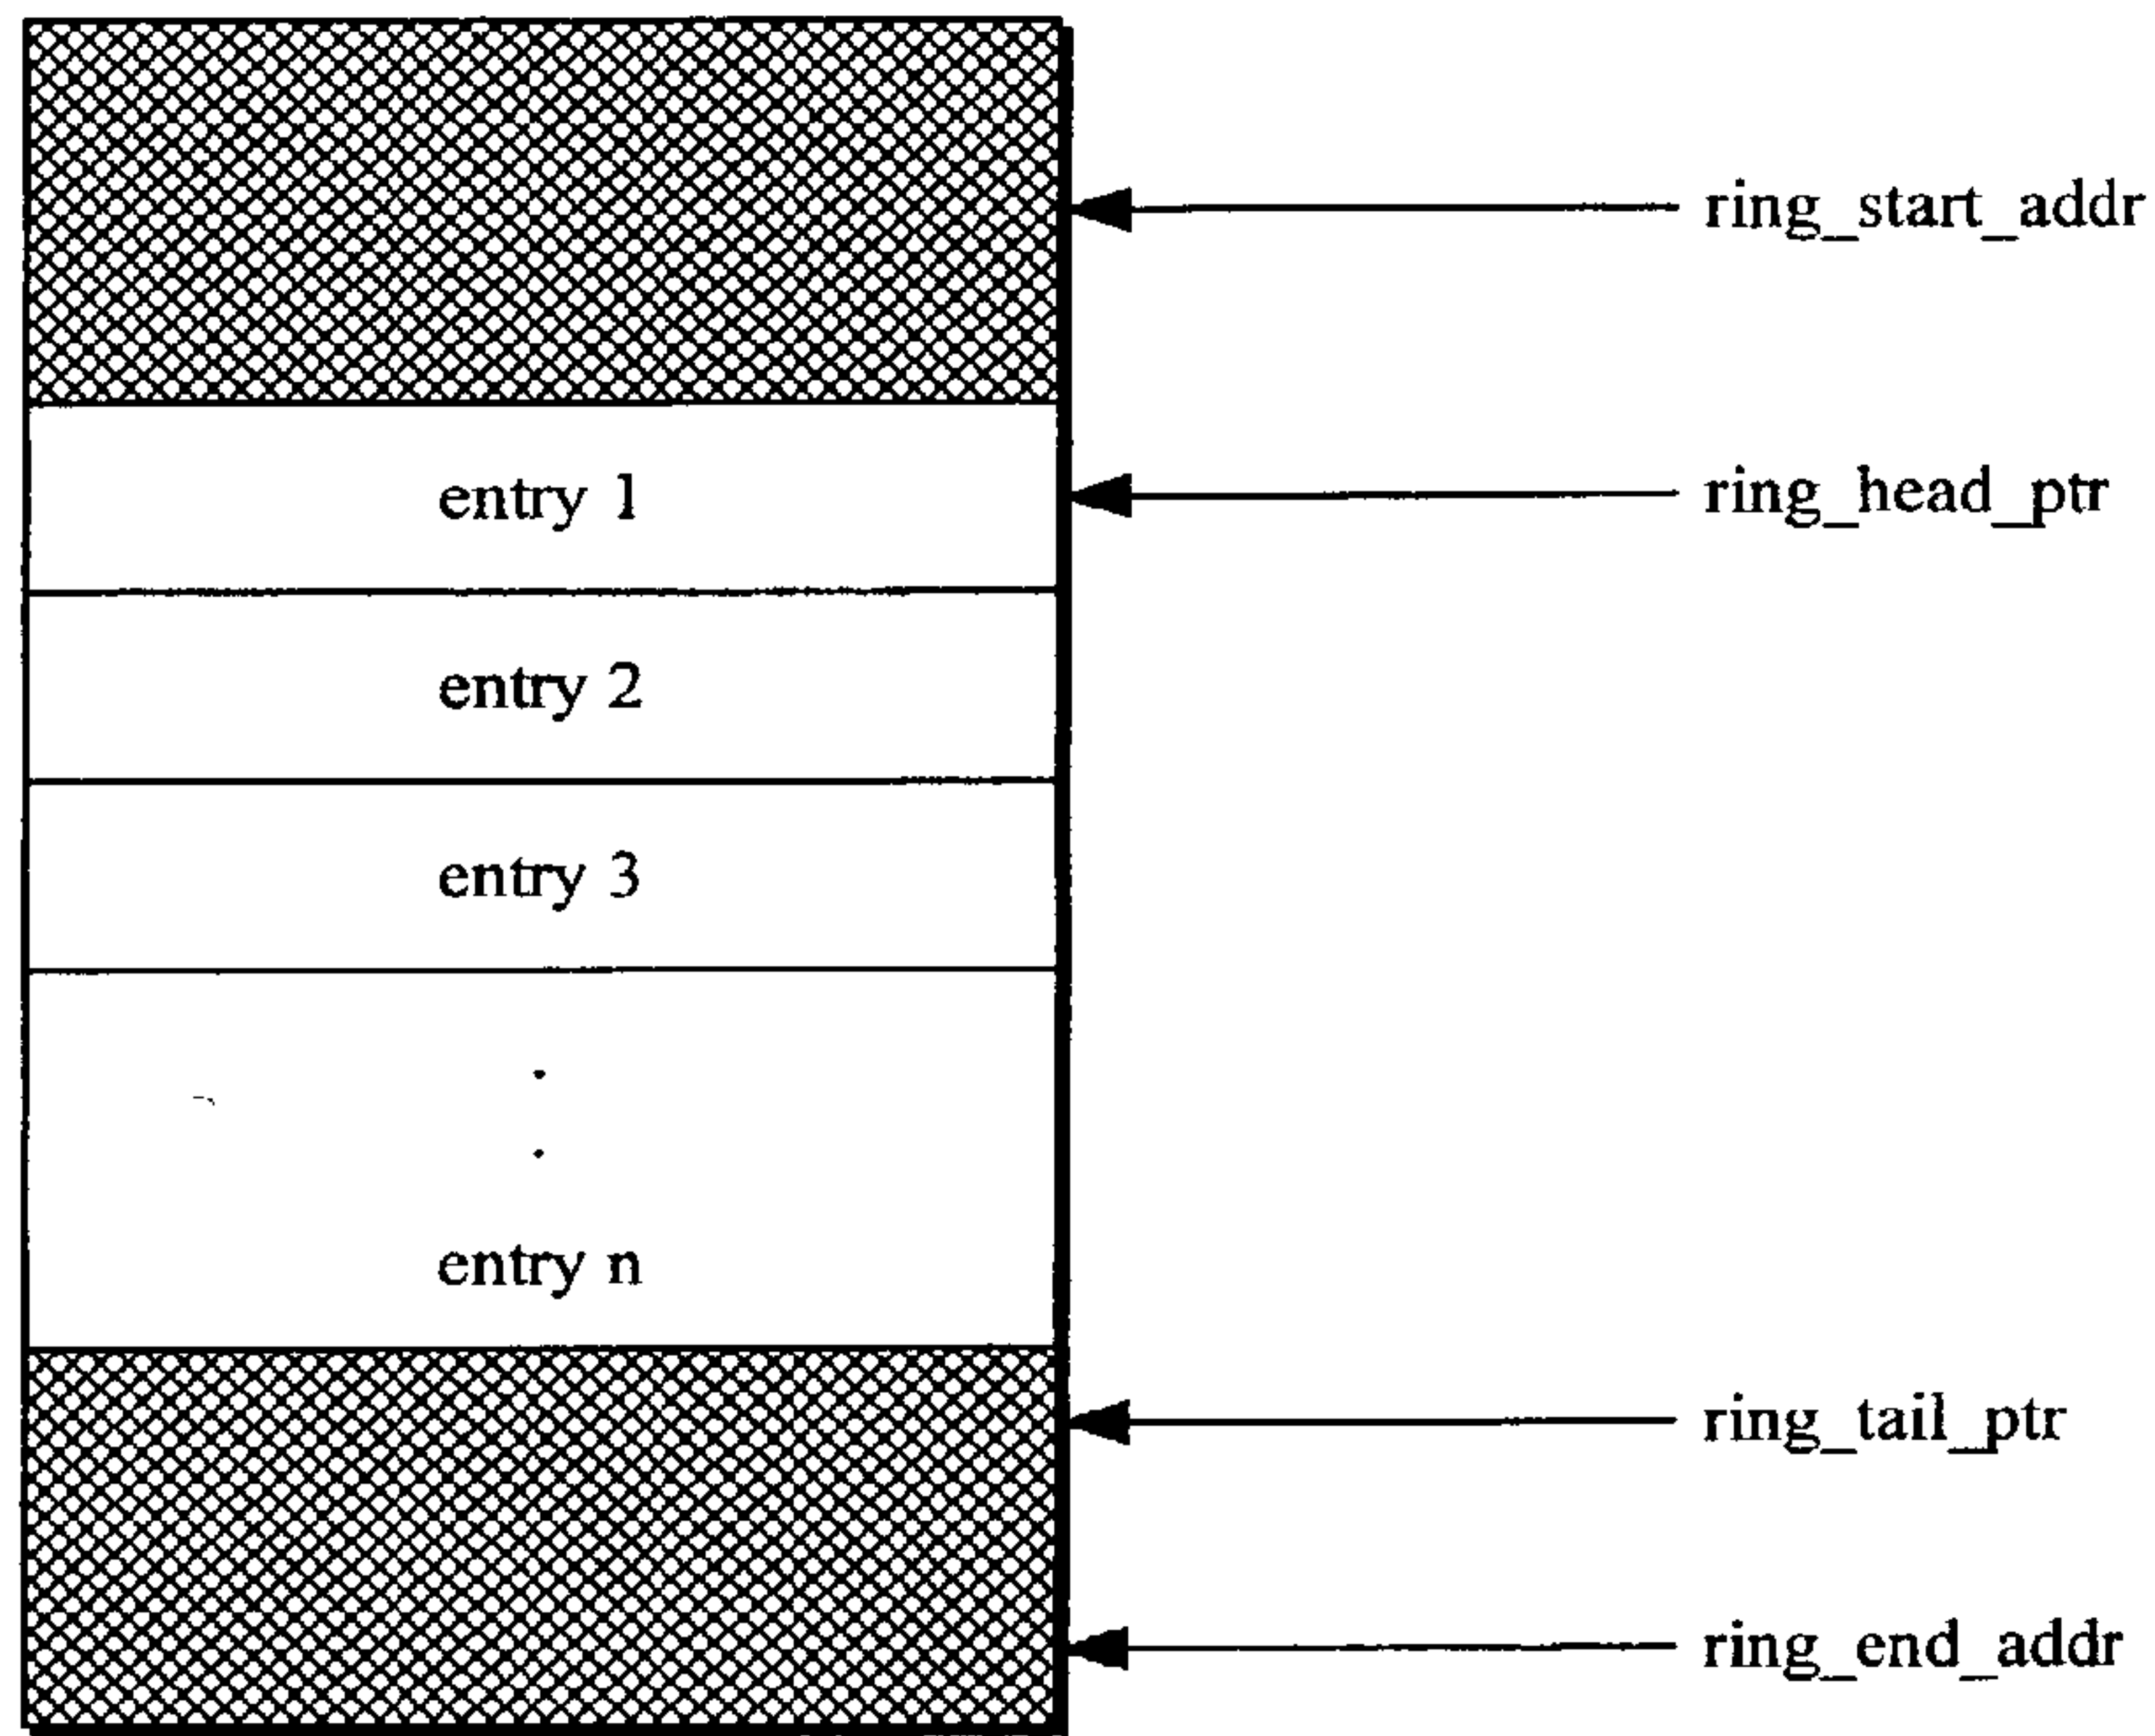 ring_start_addr
entry 1
ring_head_ptr
entry 2
entry 3
.
.
entry n
ring_tail_ptr
ring_end_addr